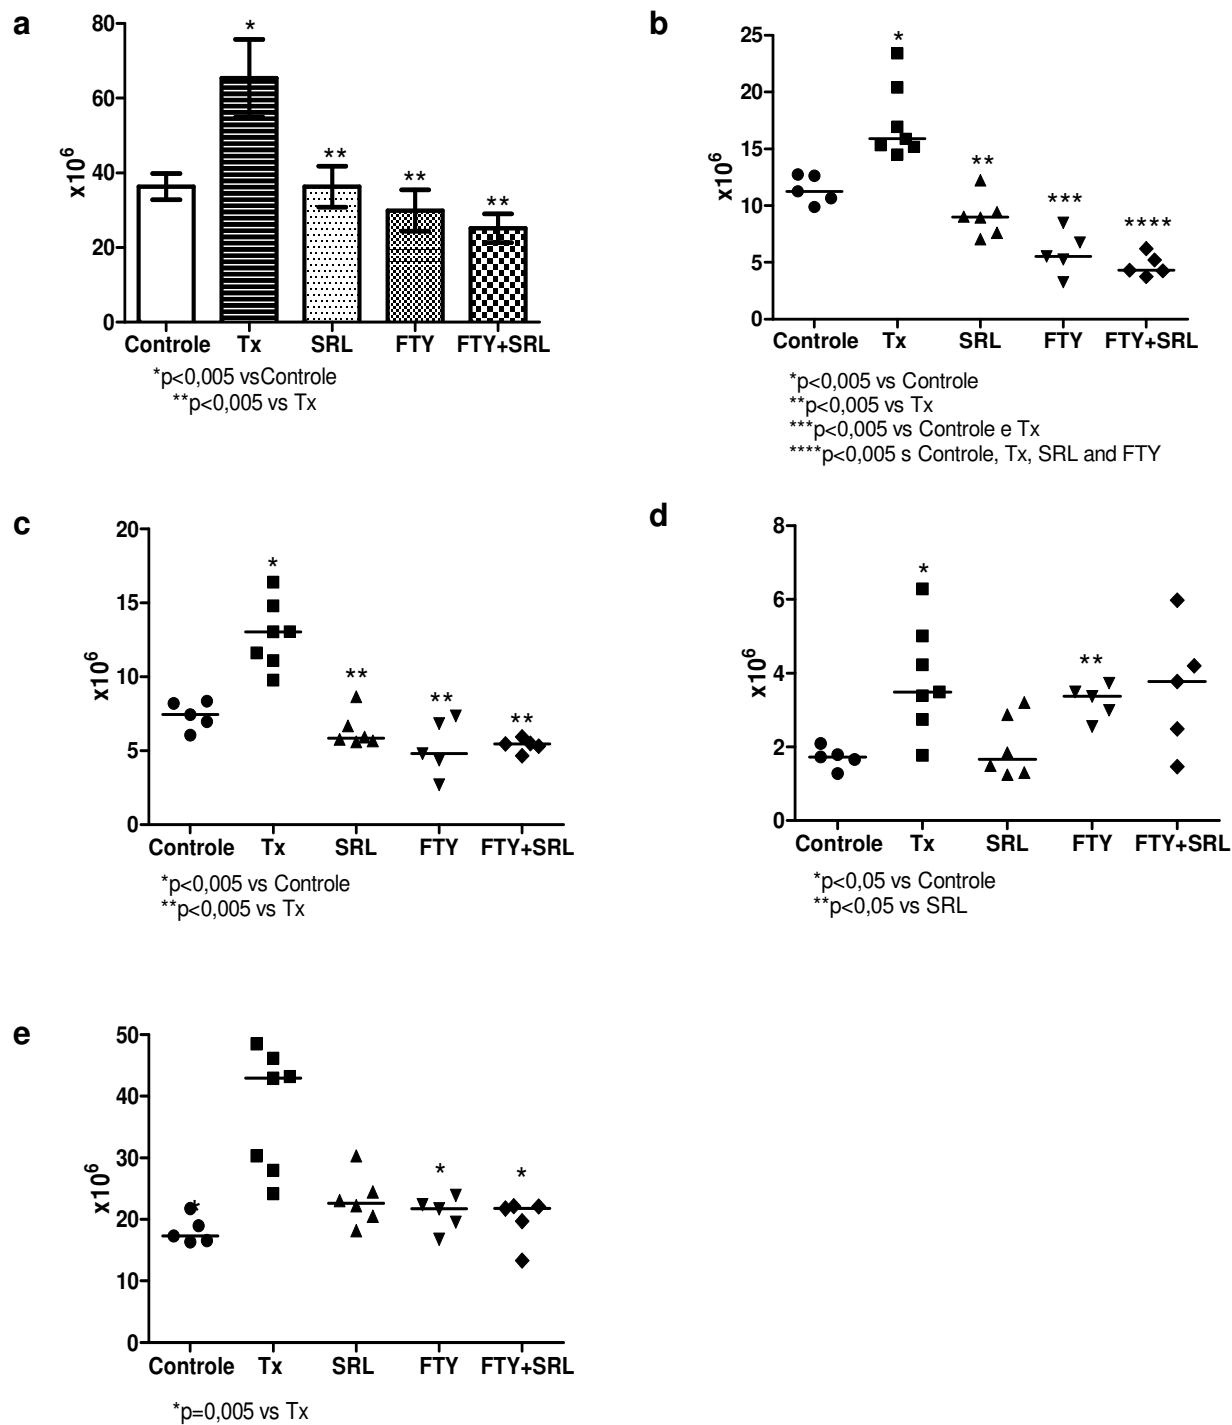 a
80
60
40
20
0
x10⁶
*
**
**
**
Controle Tx SRL FTY FTY+SRL
*p<0,005 vsControle
**p<0,005 vs Tx
b
25
20
15
10
5
0
x10⁶
*
**
***
****
Controle Tx SRL FTY FTY+SRL
*p<0,005 vs Controle
**p<0,005 vs Tx
***p<0,005 vs Controle e Tx
****p<0,005 s Controle, Tx, SRL and FTY
c
20
15
10
5
0
x10⁶
*
**
**
**
Controle Tx SRL FTY FTY+SRL
*p<0,005 vs Controle
**p<0,005 vs Tx
d
8
6
4
2
0
x10⁶
*
**
Controle Tx SRL FTY FTY+SRL
*p<0,05 vs Controle
**p<0,05 vs SRL
e
50
40
30
20
10
0
x10⁶
*
*
*
Controle Tx SRL FTY FTY+SRL
*p=0,005 vs Tx